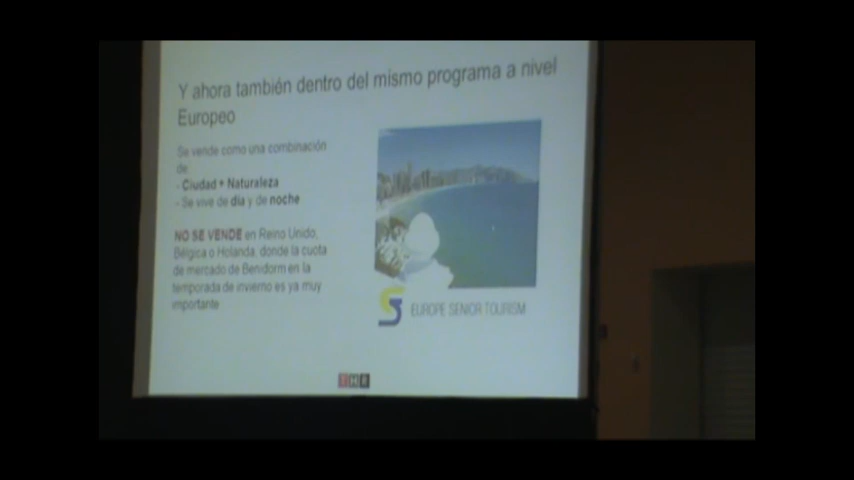 Y ahora también dentro del mismo programa a nivel
Europeo
Se vende como una combinación
de
- Ciudad + Naturaleza
- Se vive de día y de noche
NO SE VENDE en Reino Unido,
Bélgica o Holanda, donde la cuota
de mercado de Benidorm en la
temporada de invierno es ya muy
importante
EUROPE SENIOR TOURISM